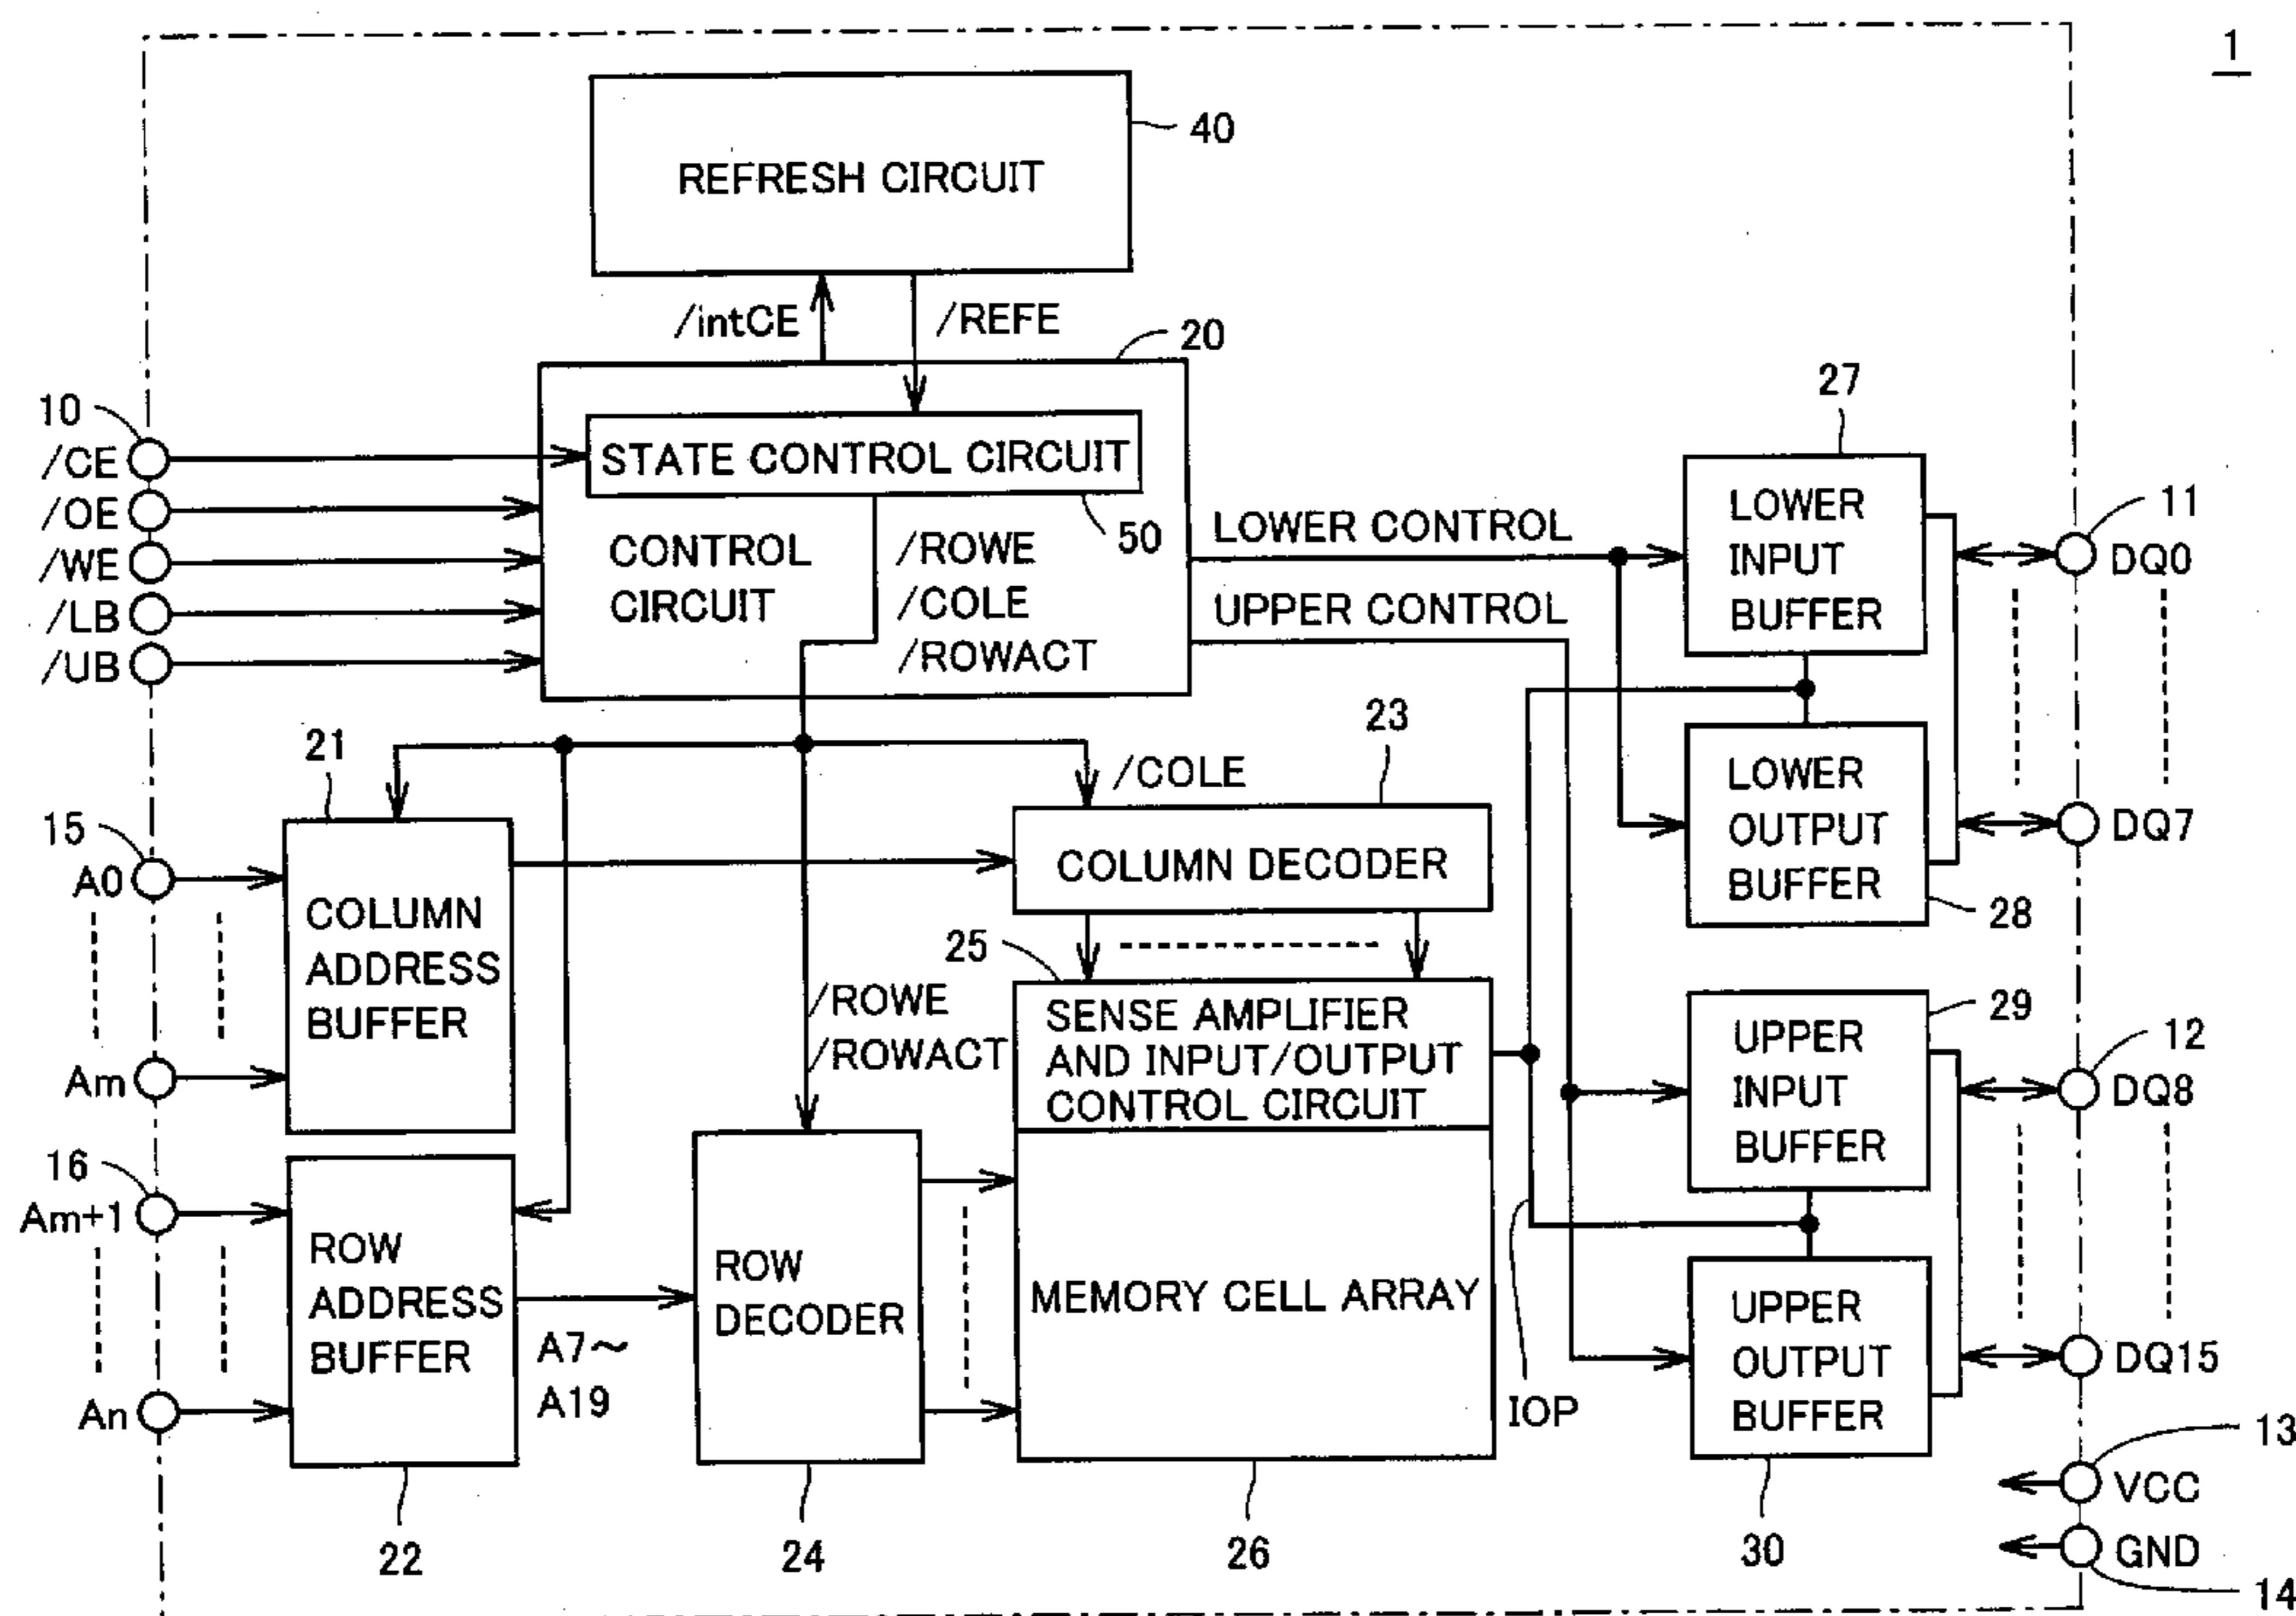 1
REFRESH CIRCUIT
40
/intCE
/REFE
20
10
/CE
/OE
/WE
/LB
/UB
STATE CONTROL CIRCUIT
50
CONTROL
CIRCUIT
/ROWE
/COLE
/ROWACT
LOWER CONTROL
UPPER CONTROL
27
LOWER
INPUT
BUFFER
11
DQ0
21
23
/COLE
LOWER
OUTPUT
BUFFER
DQ7
28
15
A0
COLUMN
ADDRESS
BUFFER
COLUMN DECODER
Am
25
SENSE AMPLIFIER
AND INPUT/OUTPUT
CONTROL CIRCUIT
/ROWE
/ROWACT
29
UPPER
INPUT
BUFFER
12
DQ8
16
Am+1
ROW
ADDRESS
BUFFER
An
A7~
A19
ROW
DECODER
MEMORY CELL ARRAY
IOP
UPPER
OUTPUT
BUFFER
DQ15
13
VCC
GND
14
22
24
26
30